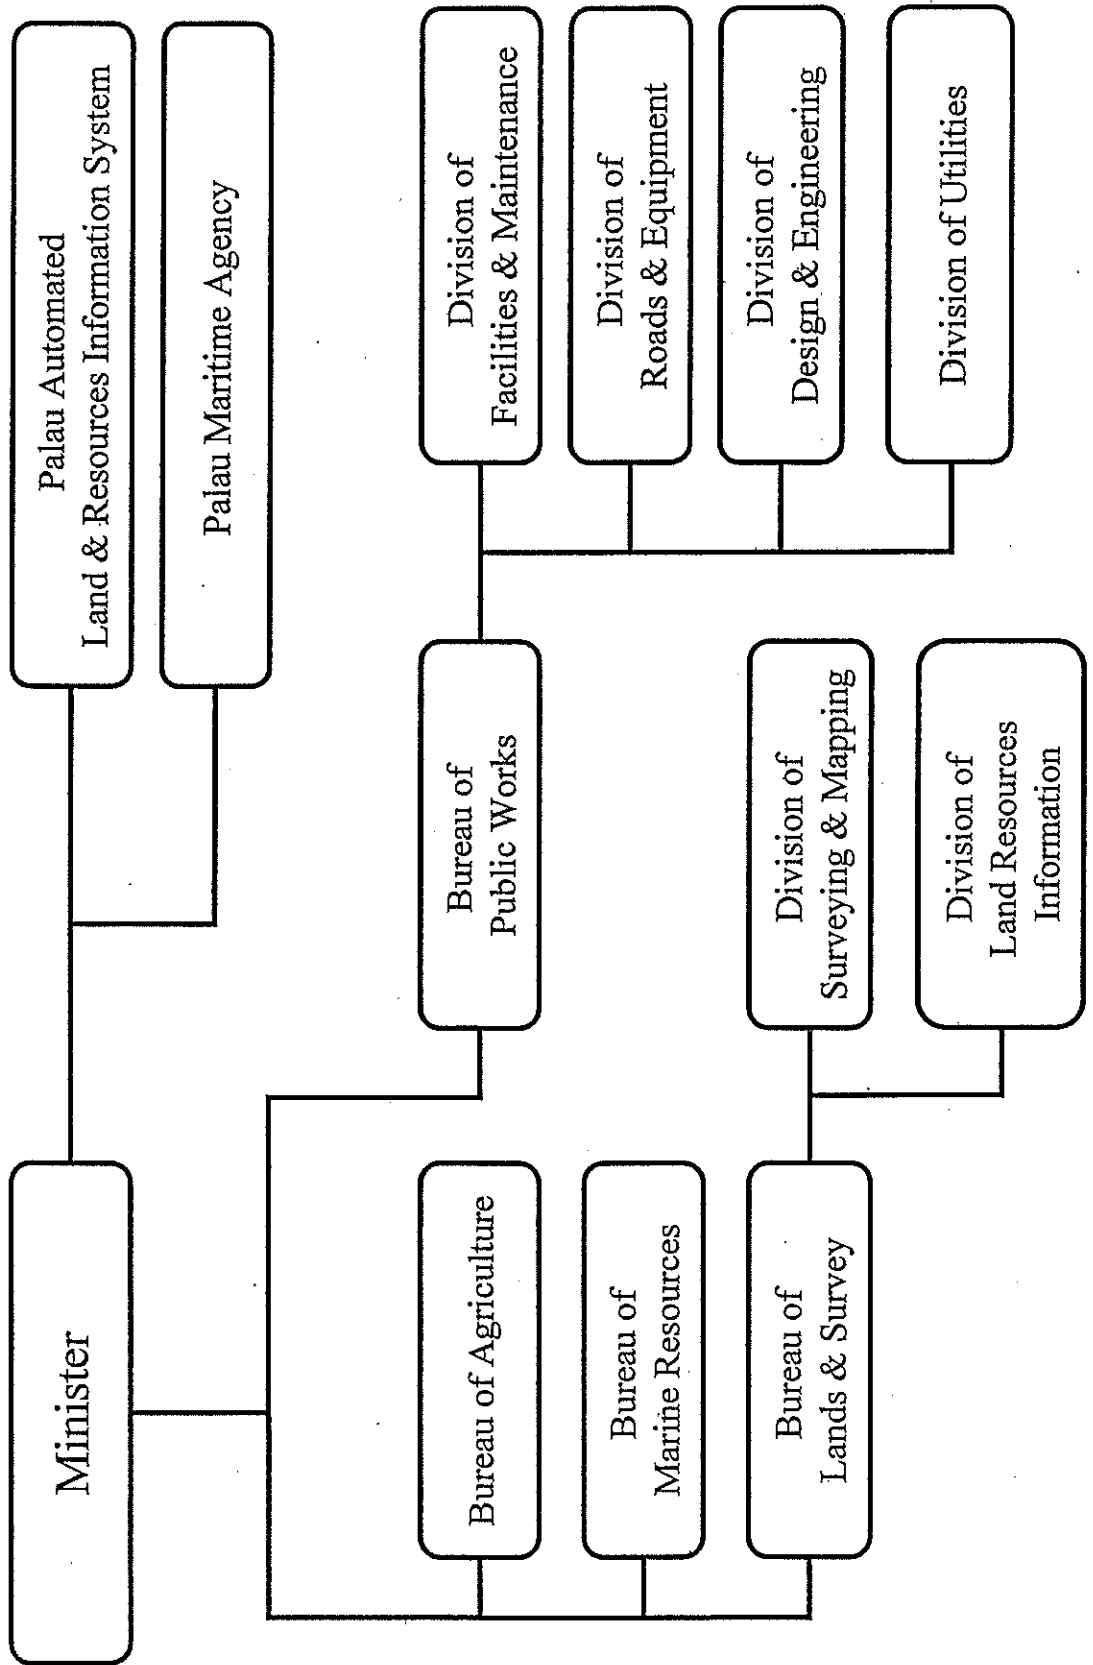 Minister
Palau Automated
Land & Resources Information System
Palau Maritime Agency
Bureau of Agriculture
Bureau of
Marine Resources
Bureau of
Lands & Survey
Bureau of
Public Works
Division of
Surveying & Mapping
Division of
Land Resources
Information
Division of
Facilities & Maintenance
Division of
Roads & Equipment
Division of
Design & Engineering
Division of Utilities